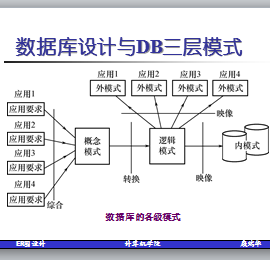 数据库设计与DB三层模式
应用1 应用2 应用3 应用4
外模式 外模式 外模式 外模式
应用1
应用要求
应用2
应用要求
应用3
应用要求
应用4
应用要求
综合
概念
模式
转换
逻辑
模式
映像
映像
内模式
数据库的各级模式
ER图设计 计算机学院